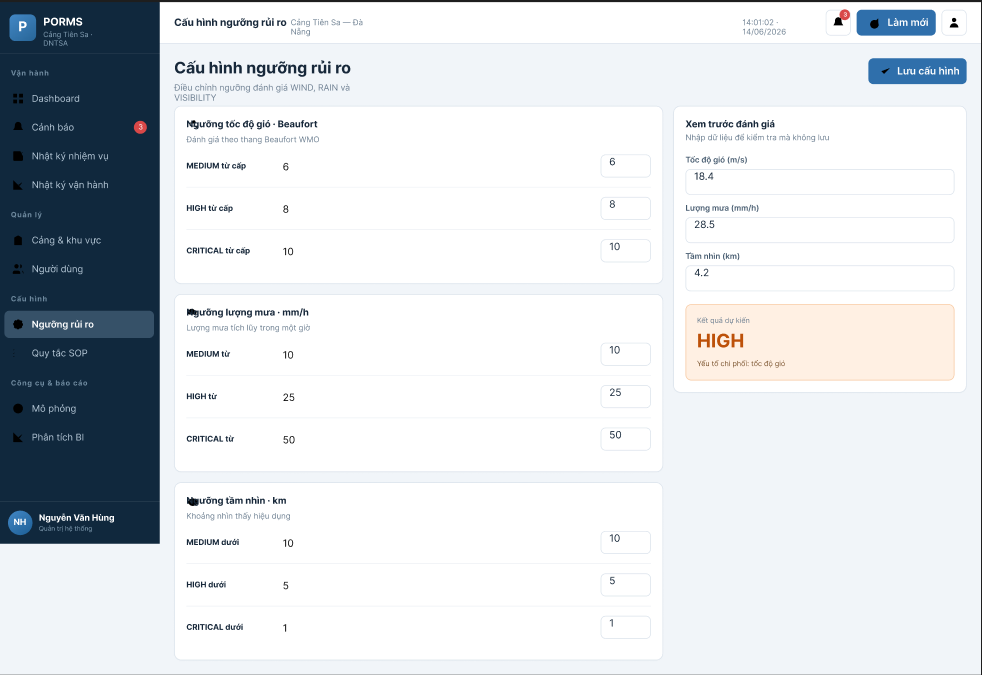 P
PORMS
Cảng Tiên Sa ·
DNTSA
Vận hành
Dashboard
Cảnh báo
3
Nhật ký nhiệm vụ
Nhật ký vận hành
Quản lý
Cảng & khu vực
Người dùng
Cấu hình
Ngưỡng rủi ro
Quy tắc SOP
Công cụ & báo cáo
Mô phỏng
Phân tích BI
NH
Nguyễn Văn Hùng
Quản trị hệ thống
Cấu hình ngưỡng rủi ro
Cảng Tiên Sa — Đà
Nẵng
14:01:02 ·
14/06/2026
3
Làm mới
Cấu hình ngưỡng rủi ro
Điều chỉnh ngưỡng đánh giá WIND, RAIN và
VISIBILITY
Lưu cấu hình
Ngưỡng tốc độ gió · Beaufort
Đánh giá theo thang Beaufort WMO
MEDIUM từ cấp
6
6
HIGH từ cấp
8
8
CRITICAL từ cấp
10
10
Ngưỡng lượng mưa · mm/h
Lượng mưa tích lũy trong một giờ
MEDIUM từ
10
10
HIGH từ
25
25
CRITICAL từ
50
50
Ngưỡng tầm nhìn · km
Khoảng nhìn thấy hiệu dụng
MEDIUM dưới
10
10
HIGH dưới
5
5
CRITICAL dưới
1
1
Xem trước đánh giá
Nhập dữ liệu để kiểm tra mà không lưu
Tốc độ gió (m/s)
18.4
Lượng mưa (mm/h)
28.5
Tầm nhìn (km)
4.2
Kết quả dự kiến
HIGH
Yếu tố chi phối: tốc độ gió